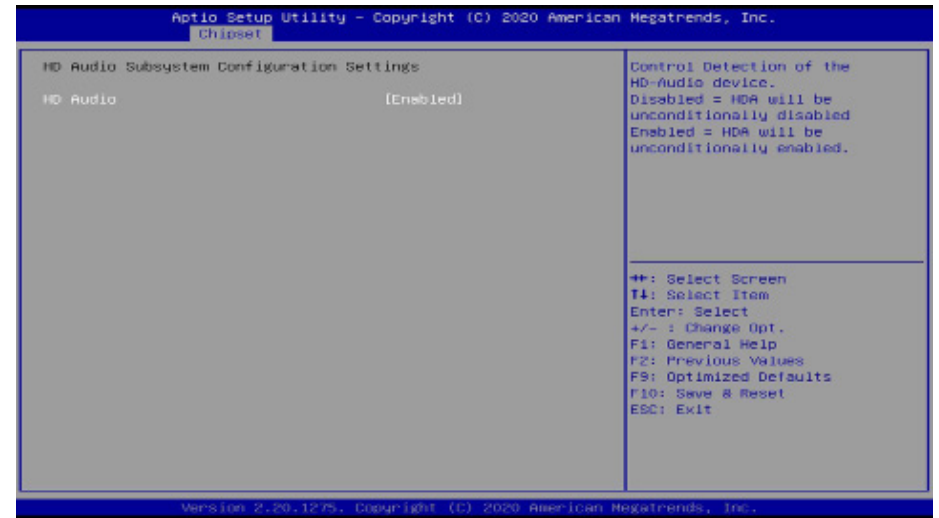 Aptio Setup Utility - Copyright (C) 2020 American Megatrends, Inc.
Chipset
HD Audio Subsystem Configuration Settings
HD Audio [Enabled]
Control Detection of the
HD-Audio device.
Disabled = HDA will be
unconditionally disabled
Enabled = HDA will be
unconditionally enabled.
→←: Select Screen
↑↓: Select Item
Enter: Select
+/- : Change Opt.
F1: General Help
F2: Previous Values
F9: Optimized Defaults
F10: Save & Reset
ESC: Exit
Version 2.20.1275. Copyright (C) 2020 American Megatrends, Inc.